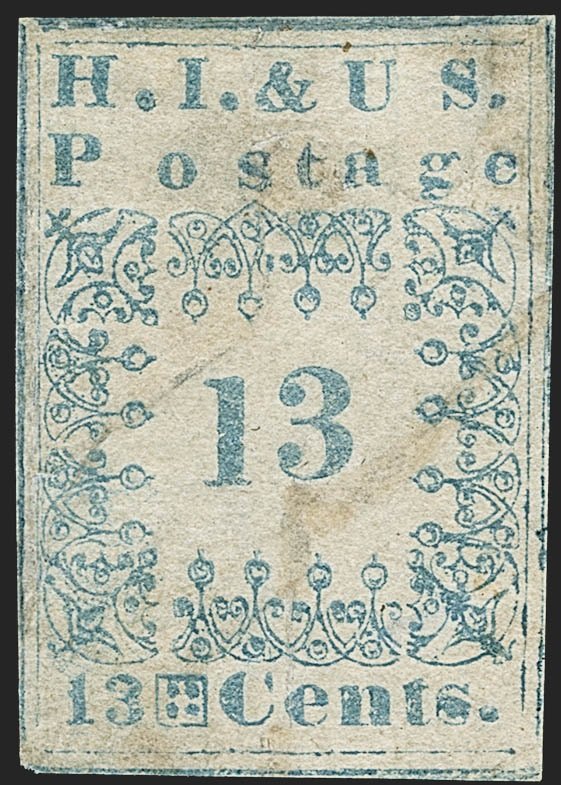 H.I.& U S.
Postage
13
13 Cents.